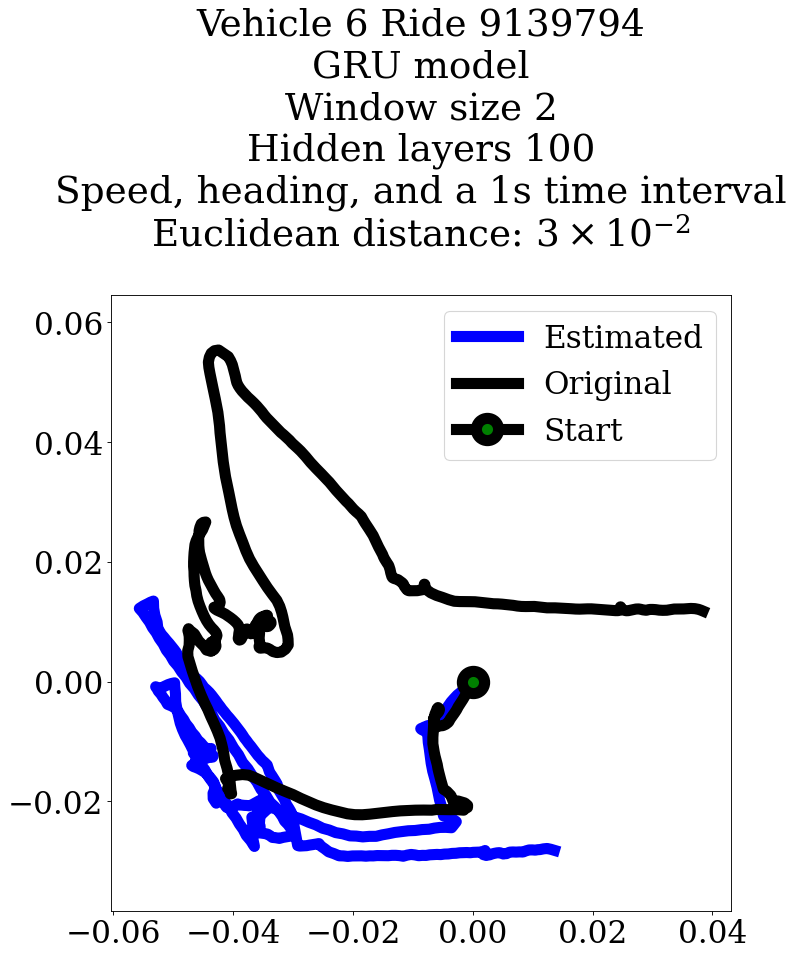 Vehicle 6 Ride 9139794
GRU model
Window size 2
Hidden layers 100
Speed, heading, and a 1s time interval
Euclidean distance: 3 × 10⁻²
Estimated
Original
Start
0.06
0.04
0.02
0.00
−0.02
−0.06 −0.04 −0.02 0.00 0.02 0.04